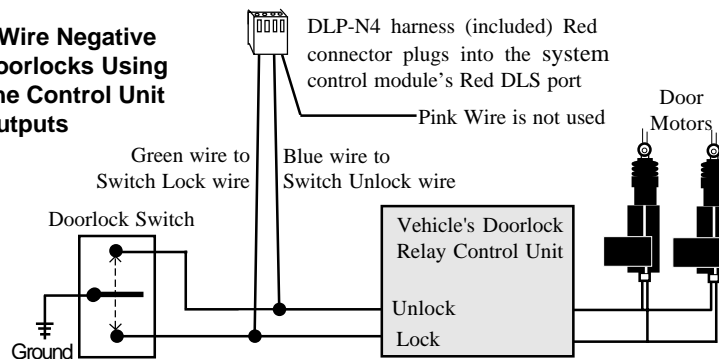 Wire Negative
oorlocks Using
he Control Unit
utputs
DLP-N4 harness (included) Red
connector plugs into the system
control module's Red DLS port
Pink Wire is not used
Door
Motors
Green wire to
Switch Lock wire
Blue wire to
Switch Unlock wire
Doorlock Switch
Vehicle's Doorlock
Relay Control Unit
Unlock
Lock
Ground